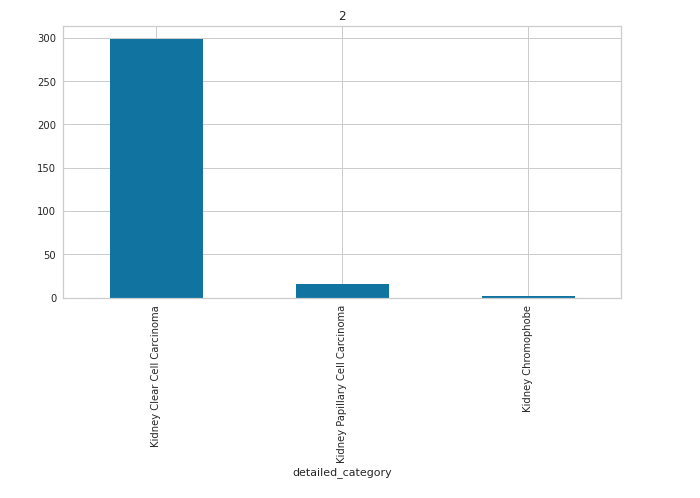 2
300
250
200
150
100
50
0
Kidney Clear Cell Carcinoma
Kidney Papillary Cell Carcinoma
Kidney Chromophobe
detailed_category